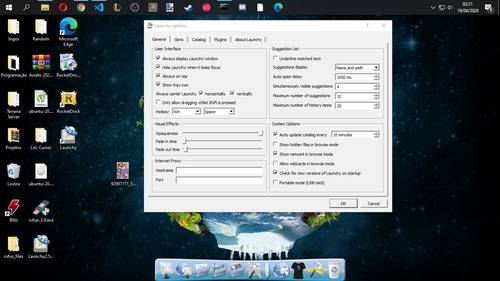 02:21
19/04/2020
Launchy options
General Skins Catalog Plugins About Launchy
User Interface
Always display Launchy window
Hide Launchy when it loses focus
Always on top
Show tray icon
Always center Launchy horizontally vertically
Only allow dragging whilst Shift is pressed
Hotkey: Win Space
Visual Effects
Opaqueness
Fade in time
Fade out time
Internet Proxy
Hostname
Port
Suggestion List
Underline matched text
Suggestions display Name and path
Auto open delay 1000 ms
Simultaneously visible suggestions 4
Maximum number of suggestions 10
Maximum number of history items 20
System Options
Auto update catalog every 10 minutes
Show hidden files in browse mode
Show network in browse mode
Allow wildcards in browse mode
Check for new versions of Launchy on startup
Portable mode (USB stick)
OK Cancel
Jogos Random Microsoft Edge
Programação Assets-20... RocketDoc...
Terraria Server ubuntu-20... RocketDock
Projetos LoL Cursor Launchy
Lixeira ubuntu-20...
92997171_5...
Blitz rufus-3.9.exe
rufus_files Launchy2.5...